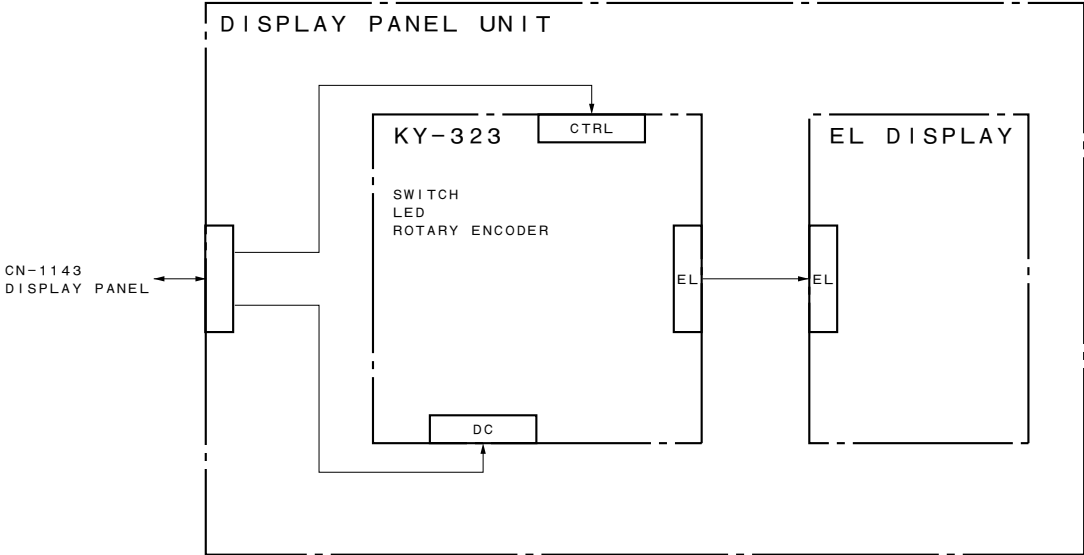 DISPLAY PANEL UNIT
CTRL
KY-323
EL DISPLAY
SWITCH
LED
ROTARY ENCODER
CN-1143
DISPLAY PANEL
EL
EL
DC